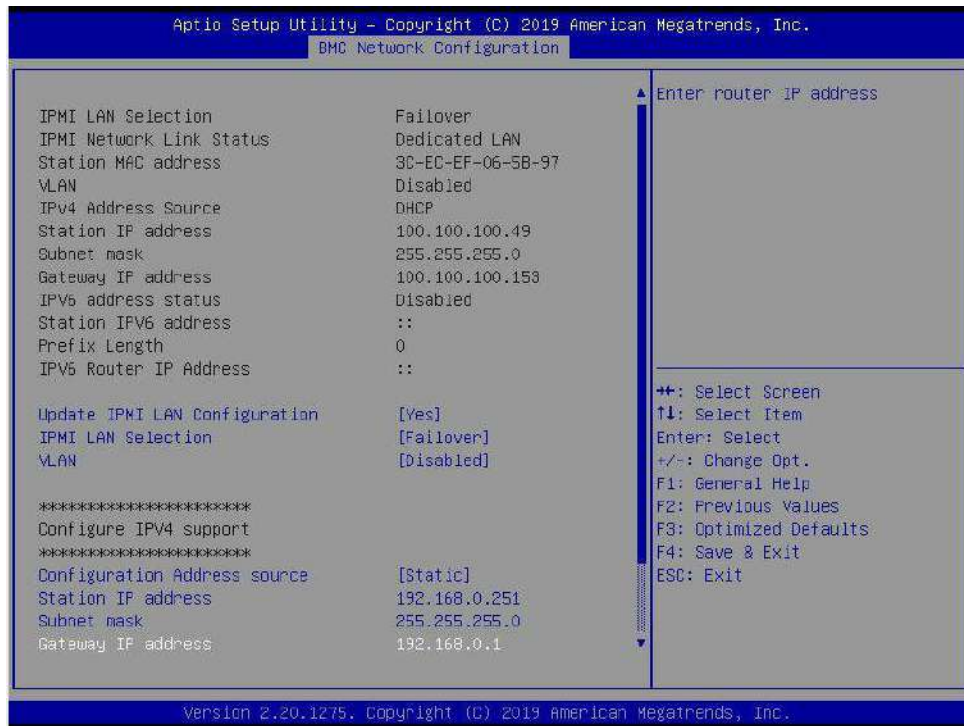 Aptio Setup Utility – Copyright (C) 2019 American Megatrends, Inc.
BMC Network Configuration
Enter router IP address
IPMI LAN Selection Failover
IPMI Network Link Status Dedicated LAN
Station MAC address 3C-EC-EF-06-5B-97
VLAN Disabled
IPv4 Address Source DHCP
Station IP address 100.100.100.49
Subnet mask 255.255.255.0
Gateway IP address 100.100.100.153
IPV6 address status Disabled
Station IPV6 address ::
Prefix Length 0
IPV6 Router IP Address ::
Update IPMI LAN Configuration [Yes]
IPMI LAN Selection [Failover]
VLAN [Disabled]
**********************
Configure IPV4 support
**********************
Configuration Address source [Static]
Station IP address 192.168.0.251
Subnet mask 255.255.255.0
Gateway IP address 192.168.0.1
→←: Select Screen
↑↓: Select Item
Enter: Select
+/-: Change Opt.
F1: General Help
F2: Previous Values
F3: Optimized Defaults
F4: Save & Exit
ESC: Exit
Version 2.20.1275. Copyright (C) 2019 American Megatrends, Inc.